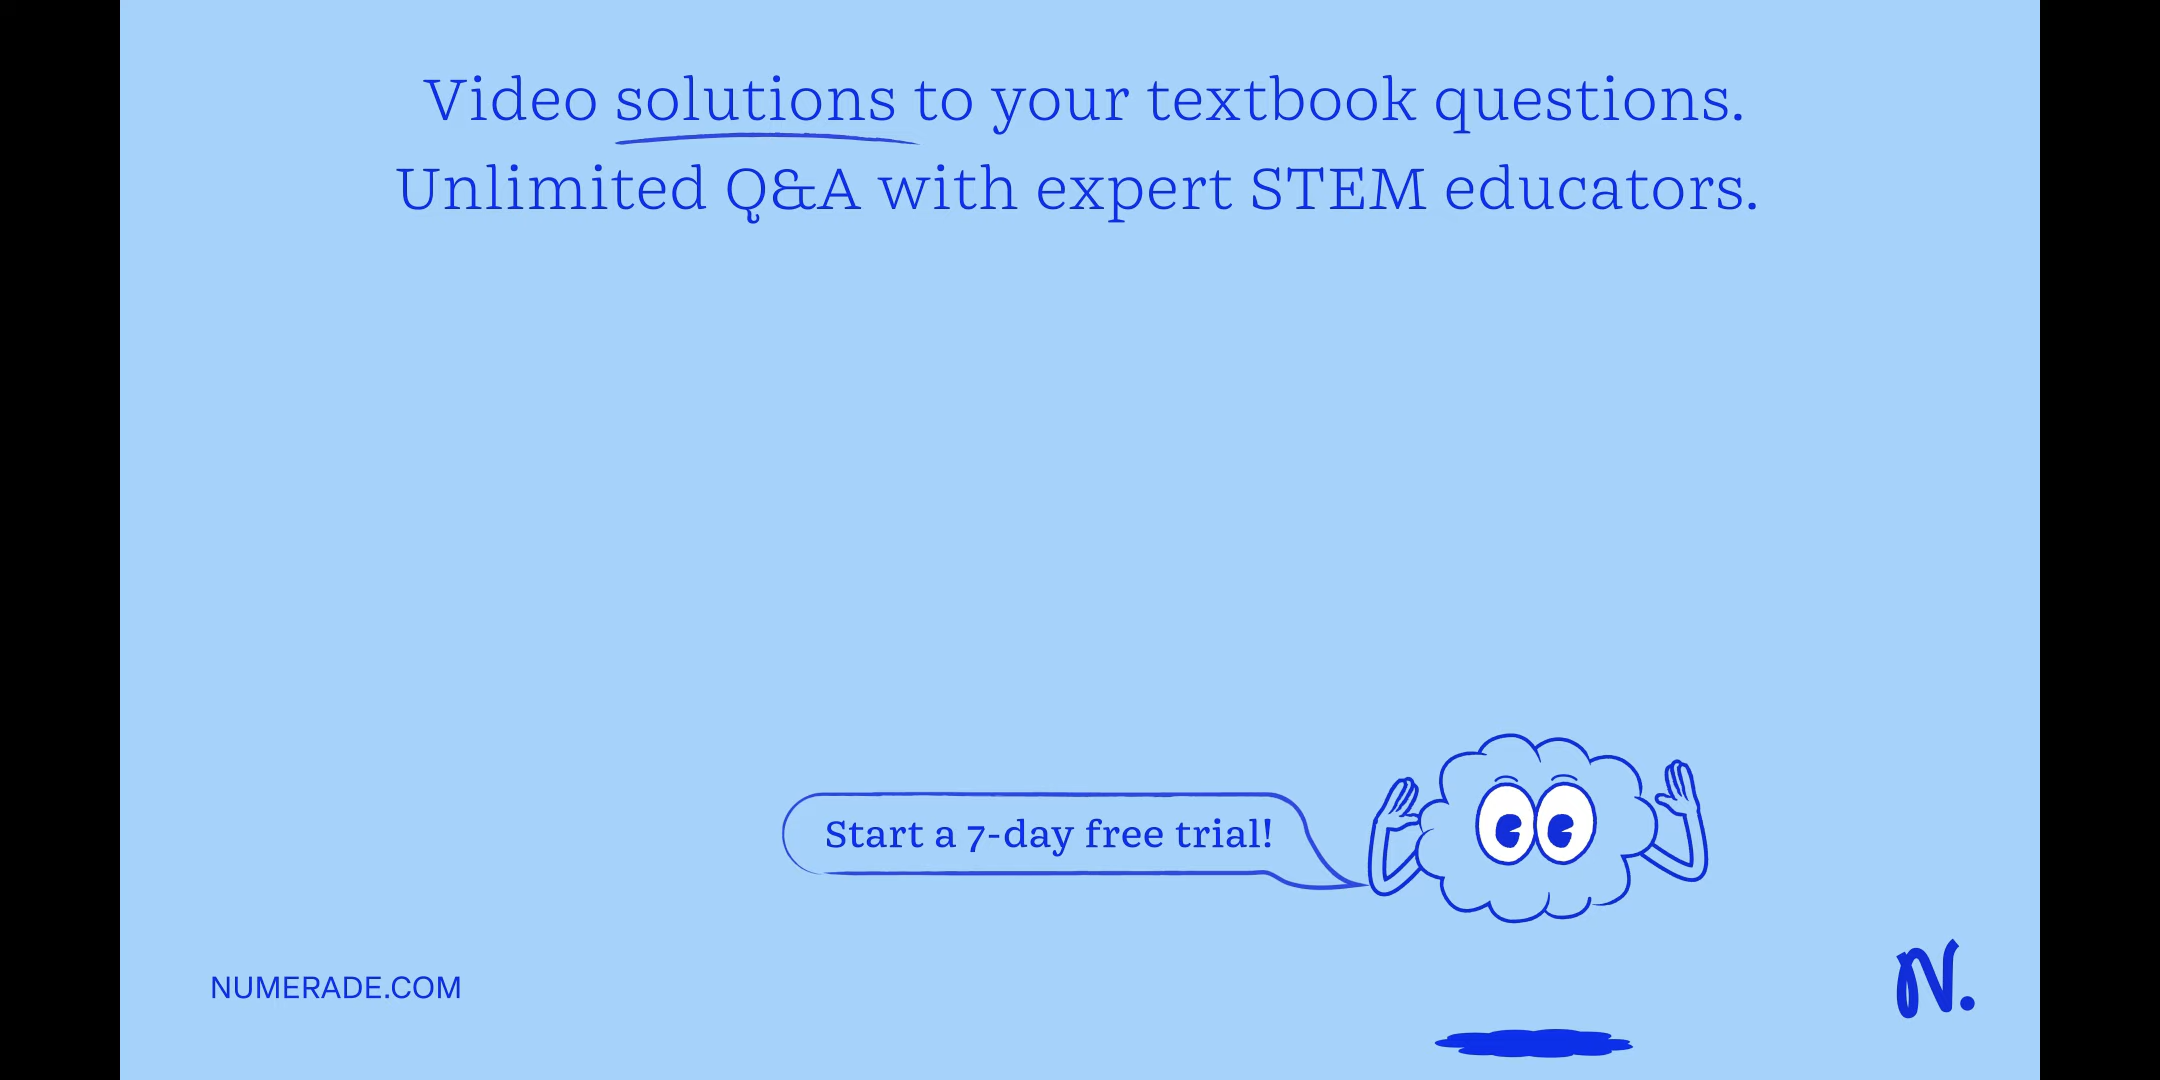 Video solutions to your textbook questions.
Unlimited Q&A with expert STEM educators.
Start a 7-day free trial!
NUMERADE.COM
N.